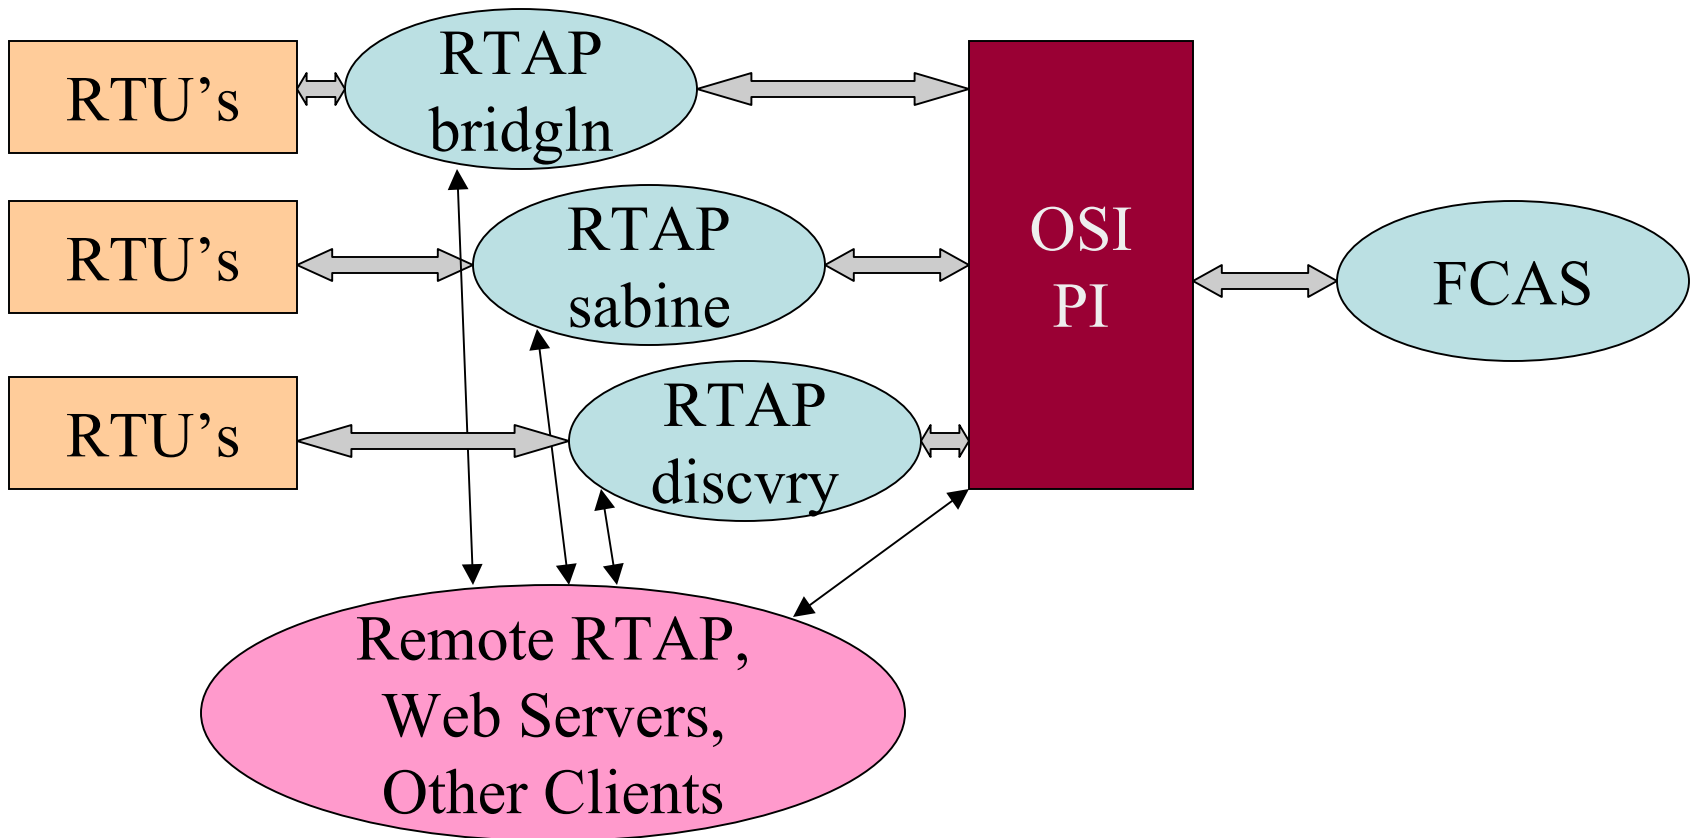 RTU’s
RTAP
bridgln
RTU’s
RTAP
sabine
RTU’s
RTAP
discvry
OSI
PI
FCAS
Remote RTAP,
Web Servers,
Other Clients